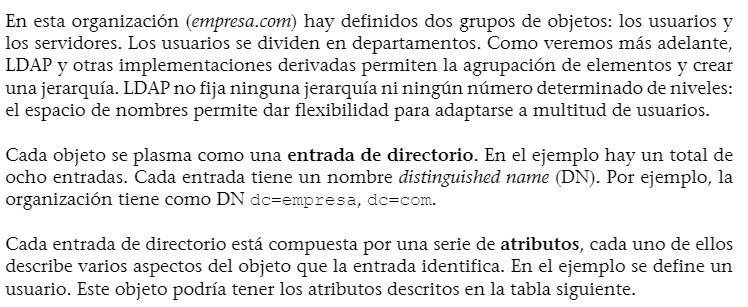 En esta organización (empresa.com) hay definidos dos grupos de objetos: los usuarios y
los servidores. Los usuarios se dividen en departamentos. Como veremos más adelante,
LDAP y otras implementaciones derivadas permiten la agrupación de elementos y crear
una jerarquía. LDAP no fija ninguna jerarquía ni ningún número determinado de niveles:
el espacio de nombres permite dar flexibilidad para adaptarse a multitud de usuarios.
Cada objeto se plasma como una entrada de directorio. En el ejemplo hay un total de
ocho entradas. Cada entrada tiene un nombre distinguished name (DN). Por ejemplo, la
organización tiene como DN dc=empresa, dc=com.
Cada entrada de directorio está compuesta por una serie de atributos, cada uno de ellos
describe varios aspectos del objeto que la entrada identifica. En el ejemplo se define un
usuario. Este objeto podría tener los atributos descritos en la tabla siguiente.